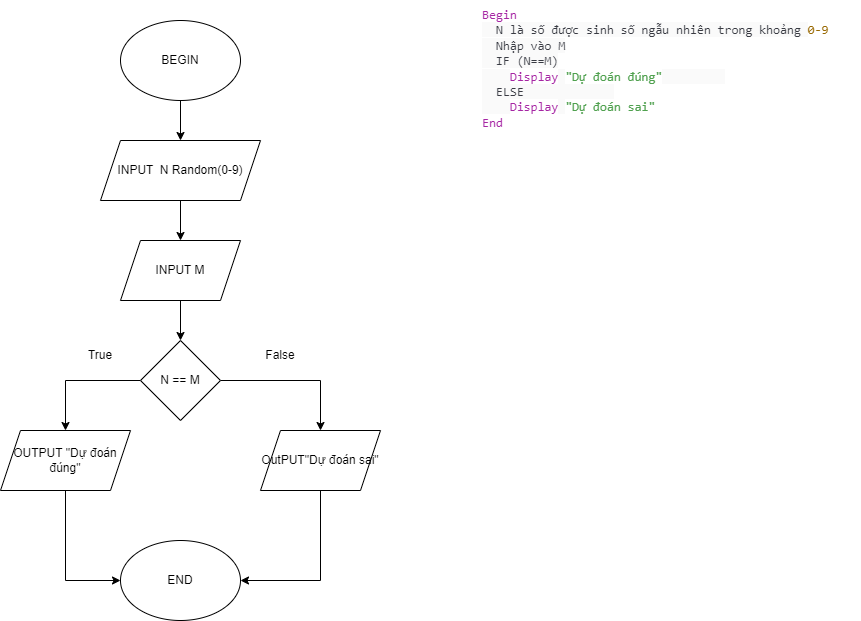 BEGIN
INPUT  N Random(0-9)
INPUT M
True
False
N == M
OUTPUT "Dự đoán
đúng"
OutPUT"Dự đoán sai"
END
Begin
N là số được sinh số ngẫu nhiên trong khoảng 0-9
Nhập vào M
IF (N==M)
Display "Dự đoán đúng"
ELSE
Display "Dự đoán sai"
End